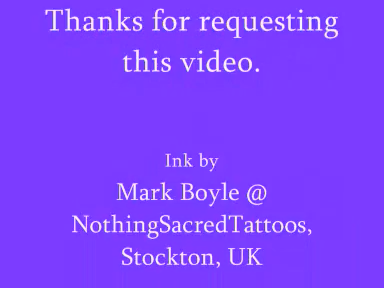 Thanks for requesting
this video.
Ink by
Mark Boyle @
NothingSacredTattoos,
Stockton, UK